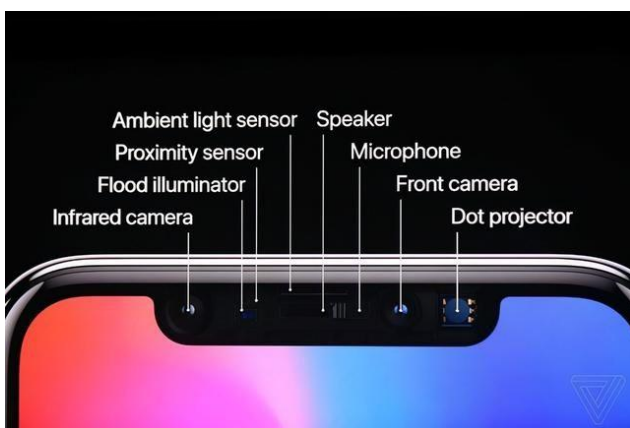 Ambient light sensor Speaker
Proximity sensor Microphone
Flood illuminator Front camera
Infrared camera Dot projector